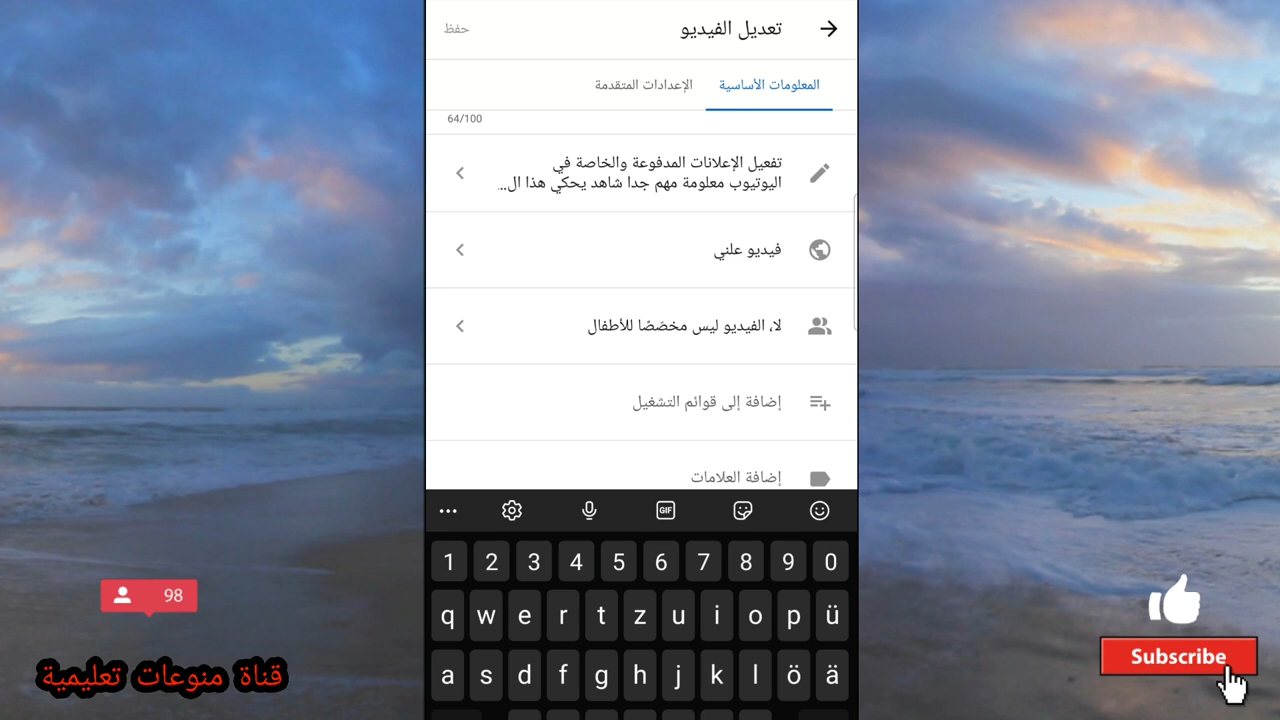 تعديل الفيديو
حفظ
المعلومات الأساسية
الإعدادات المتقدمة
64/100
تفعيل الإعلانات المدفوعة والخاصة في
اليوتيوب معلومة مهم جدا شاهد يحكي هذا ال...
فيديو علني
لا، الفيديو ليس مخصّصًا للأطفال
إضافة إلى قوائم التشغيل
إضافة العلامات
GIF
1 2 3 4 5 6 7 8 9 0
q w e r t z u i o p ü
a s d f g h j k l ö ä
98
قناة منوعات تعليمية
Subscribe